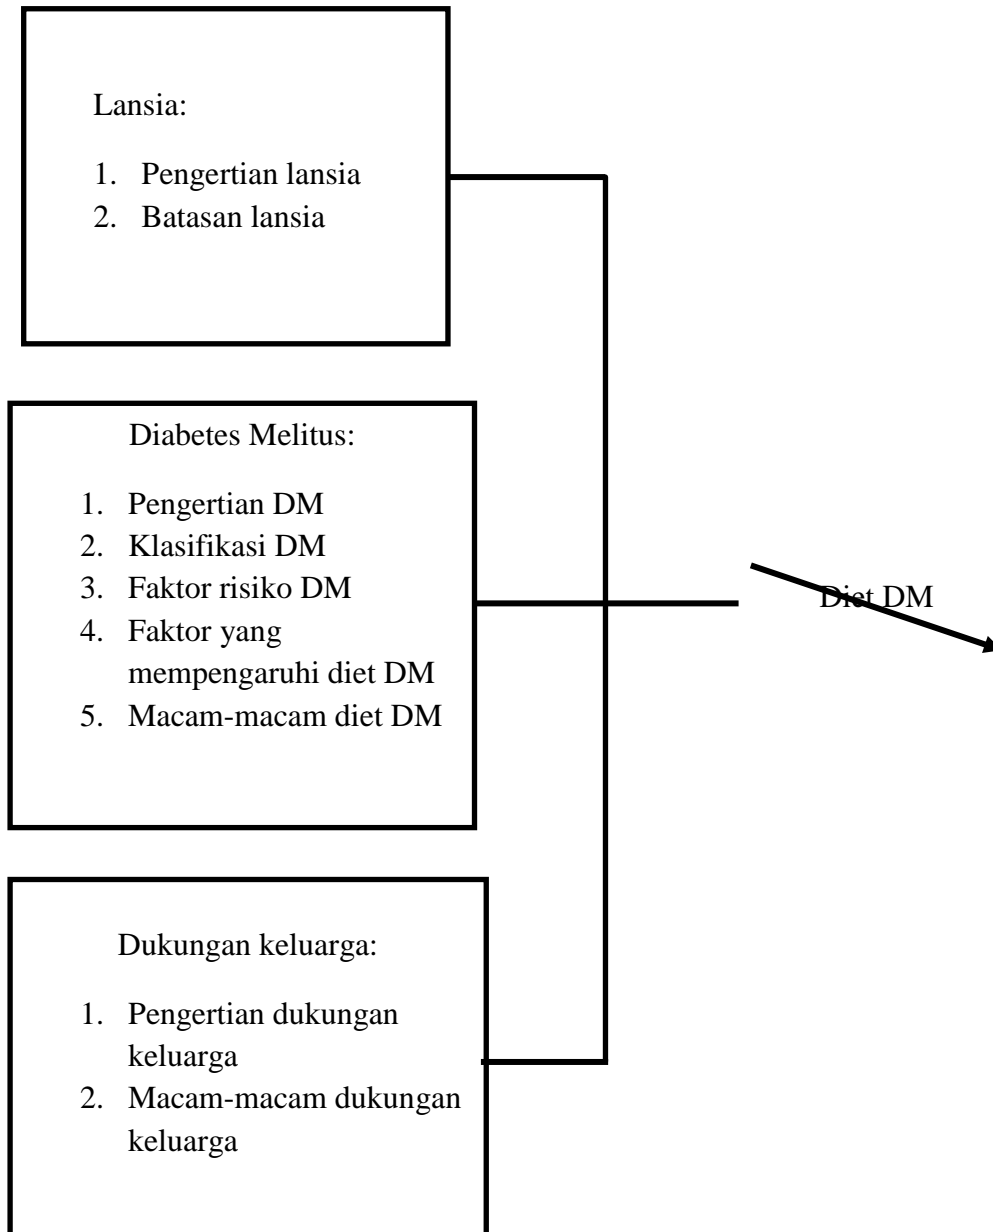 Lansia:
1. Pengertian lansia
2. Batasan lansia
Diabetes Melitus:
1. Pengertian DM
2. Klasifikasi DM
3. Faktor risiko DM
4. Faktor yang
mempengaruhi diet DM
5. Macam-macam diet DM
Diet DM
Dukungan keluarga:
1. Pengertian dukungan
keluarga
2. Macam-macam dukungan
keluarga